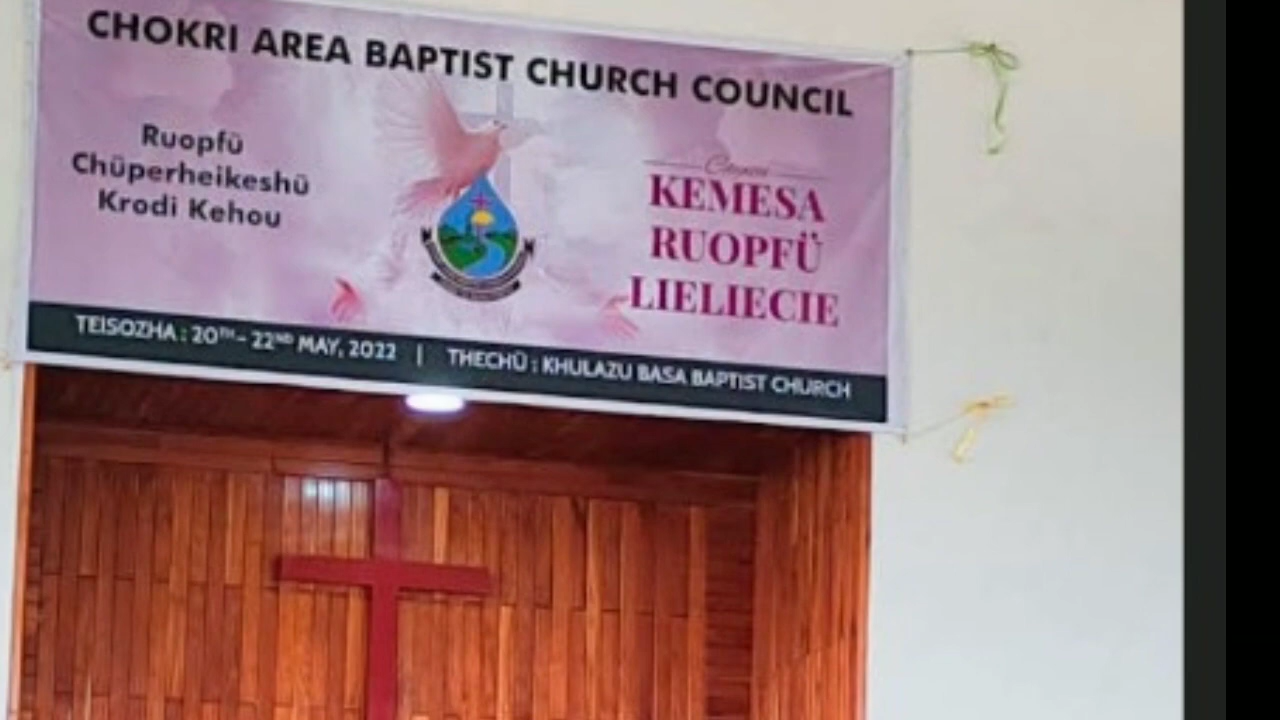 CHOKRI AREA BAPTIST CHURCH COUNCIL
Ruopfü
Chüperheikeshü
Krodi Kehou
KEMESA
RUOPFÜ
LIELIECIE
TEISOZHA : 20TH - 22ND MAY, 2022 | THECHÜ : KHULAZU BASA BAPTIST CHURCH